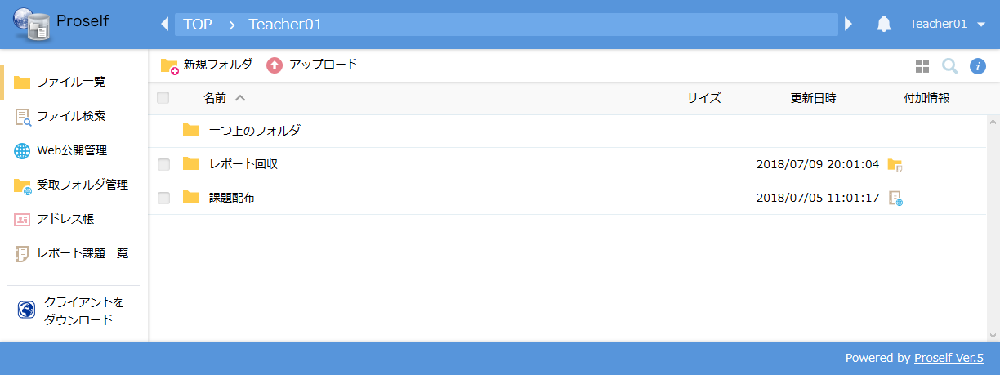 Proself
TOP > Teacher01
Teacher01
新規フォルダ
アップロード
ファイル一覧
ファイル検索
Web公開管理
受取フォルダ管理
アドレス帳
レポート課題一覧
クライアントを
ダウンロード
名前 サイズ 更新日時 付加情報
一つ上のフォルダ
レポート回収 2018/07/09 20:01:04
課題配布 2018/07/05 11:01:17
Powered by Proself Ver.5